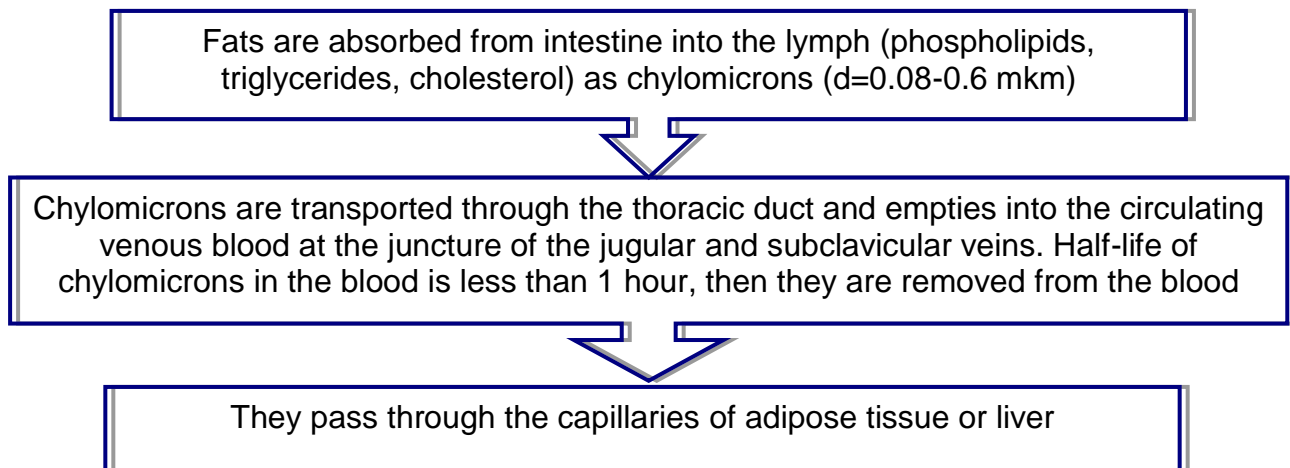 Fats are absorbed from intestine into the lymph (phospholipids,
triglycerides, cholesterol) as chylomicrons (d=0.08-0.6 mkm)
Chylomicrons are transported through the thoracic duct and empties into the circulating
venous blood at the juncture of the jugular and subclavicular veins. Half-life of
chylomicrons in the blood is less than 1 hour, then they are removed from the blood
They pass through the capillaries of adipose tissue or liver